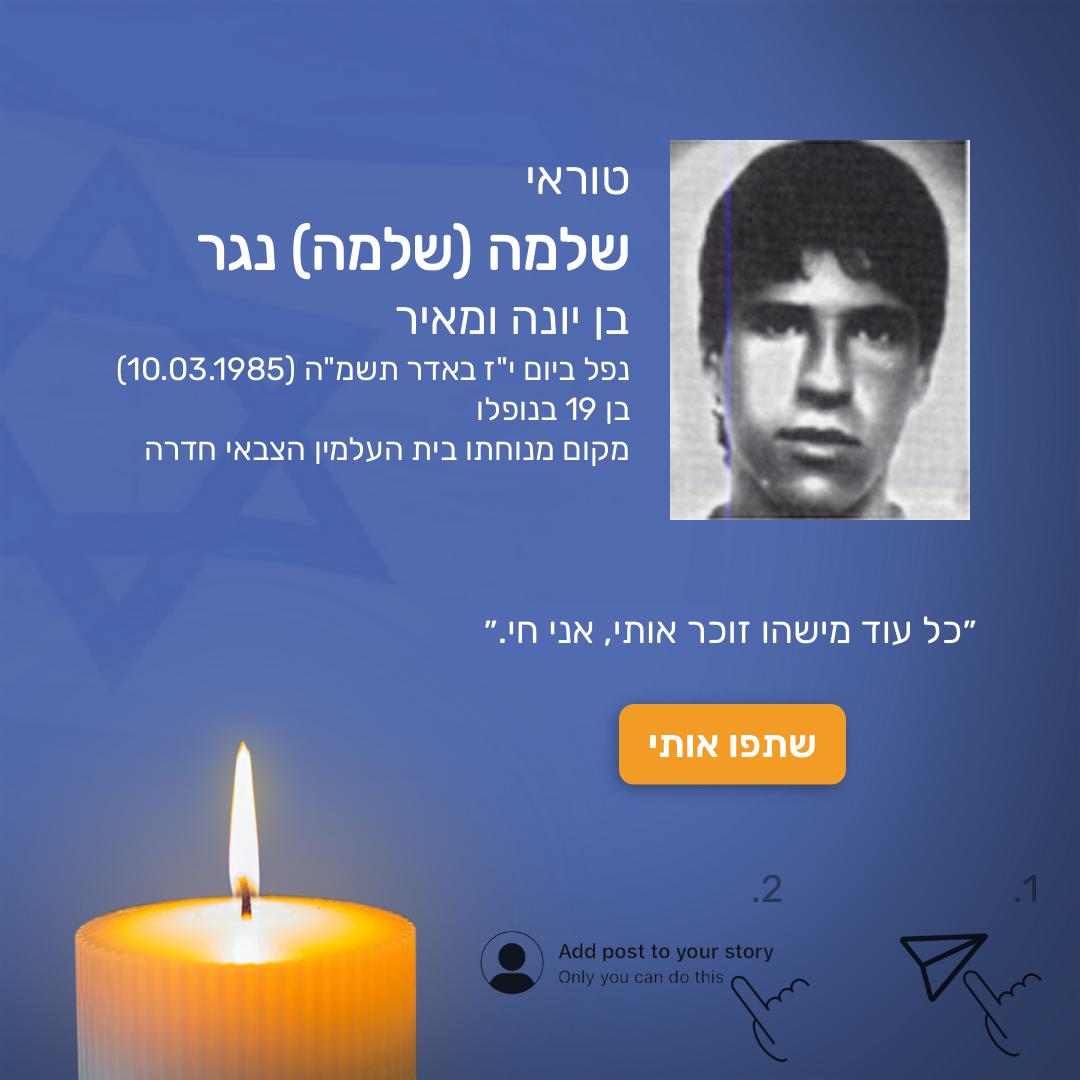 טוראי
שלמה (שלמה) נגר
בן יונה ומאיר
נפל ביום י"ז באדר תשמ"ה (10.03.1985)
בן 19 בנופלו
מקום מנוחתו בית העלמין הצבאי חדרה
״כל עוד מישהו זוכר אותי, אני חי.״
שתפו אותי
.1
.2
Add post to your story
Only you can do this